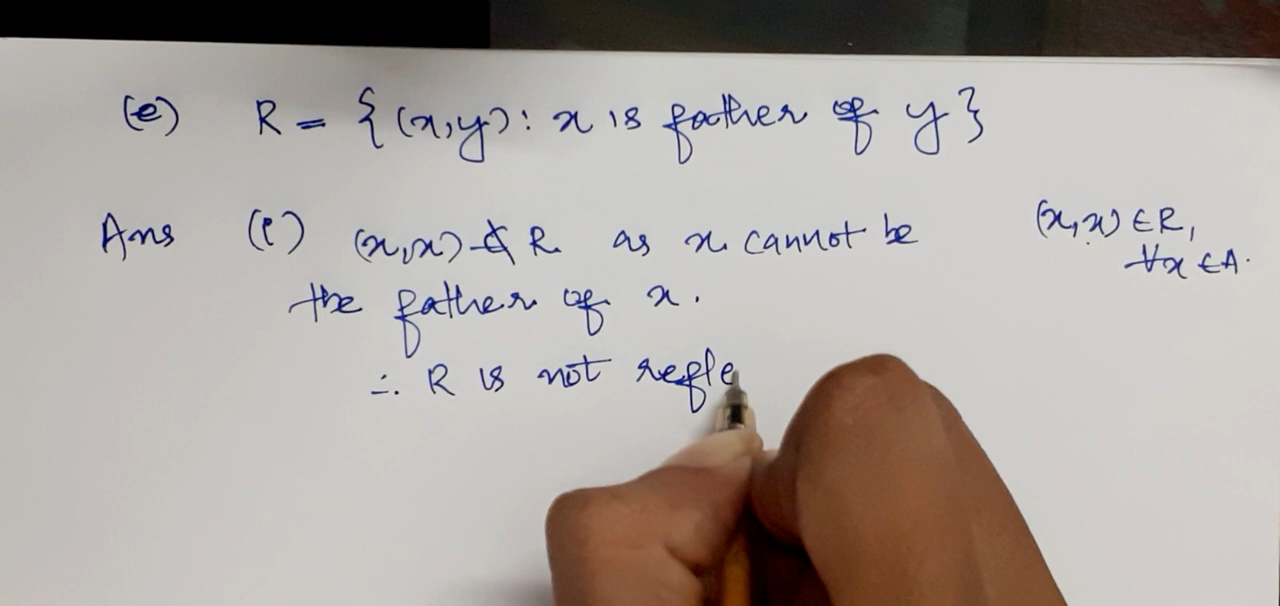 (e) R = {(x,y): x is father of y}
Ans (i) (x,x) ∉ R as x cannot be
the father of x.
∴ R is not refle
(x,x) ∈ R,
∀x ∈ A.